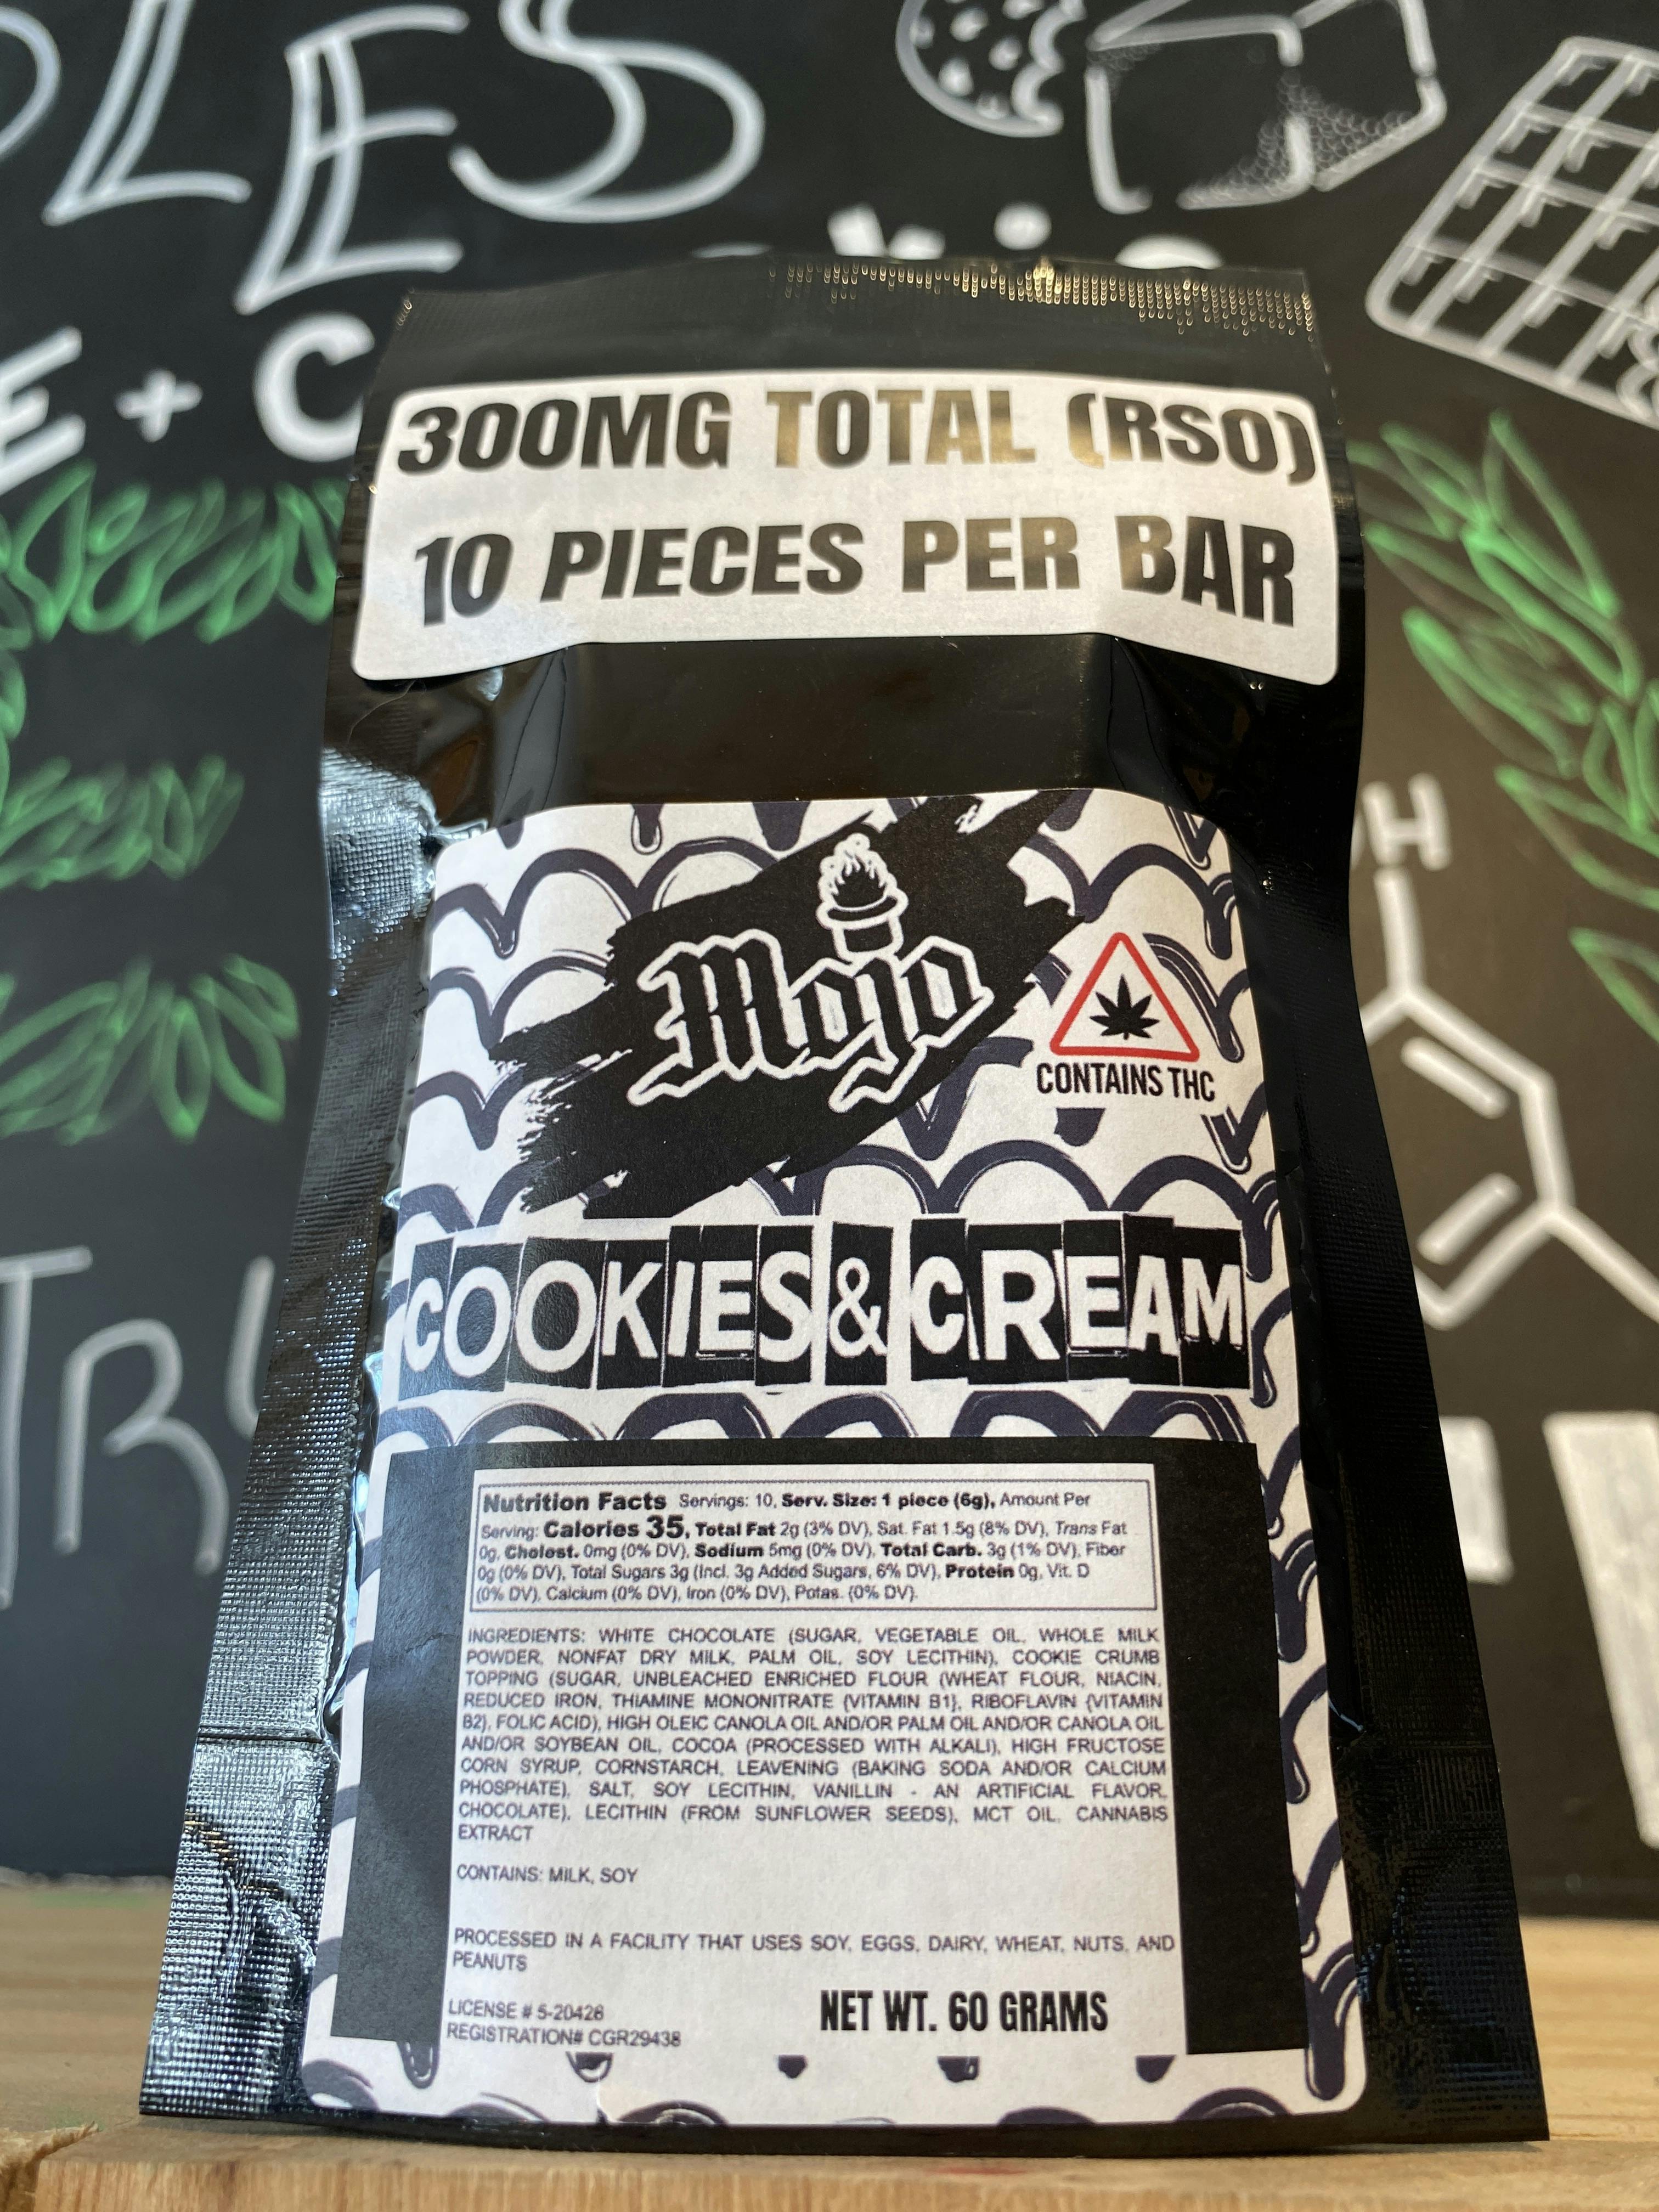 LES
E + C
300MG TOTAL (RSO)
10 PIECES PER BAR
Mojo
CONTAINS THC
COOKIES & CREAM
Nutrition Facts Servings: 10, Serv. Size: 1 piece (6g), Amount Per
Serving: Calories 35, Total Fat 2g (3% DV), Sat. Fat 1.5g (8% DV), Trans Fat
0g, Cholest. 0mg (0% DV), Sodium 5mg (0% DV), Total Carb. 3g (1% DV), Fiber
0g (0% DV), Total Sugars 3g (Incl. 3g Added Sugars, 6% DV), Protein 0g, Vit. D
(0% DV), Calcium (0% DV), Iron (0% DV), Potas. (0% DV).
INGREDIENTS: WHITE CHOCOLATE (SUGAR, VEGETABLE OIL, WHOLE MILK
POWDER, NONFAT DRY MILK, PALM OIL, SOY LECITHIN), COOKIE CRUMB
TOPPING (SUGAR, UNBLEACHED ENRICHED FLOUR (WHEAT FLOUR, NIACIN,
REDUCED IRON, THIAMINE MONONITRATE {VITAMIN B1}, RIBOFLAVIN {VITAMIN
B2}, FOLIC ACID), HIGH OLEIC CANOLA OIL AND/OR PALM OIL AND/OR CANOLA OIL
AND/OR SOYBEAN OIL, COCOA (PROCESSED WITH ALKALI), HIGH FRUCTOSE
CORN SYRUP, CORNSTARCH, LEAVENING (BAKING SODA AND/OR CALCIUM
PHOSPHATE), SALT, SOY LECITHIN, VANILLIN - AN ARTIFICIAL FLAVOR,
CHOCOLATE), LECITHIN (FROM SUNFLOWER SEEDS), MCT OIL, CANNABIS
EXTRACT
CONTAINS: MILK, SOY
PROCESSED IN A FACILITY THAT USES SOY, EGGS, DAIRY, WHEAT, NUTS, AND
PEANUTS
LICENSE # 5-20428
REGISTRATION# CGR29438
NET WT. 60 GRAMS